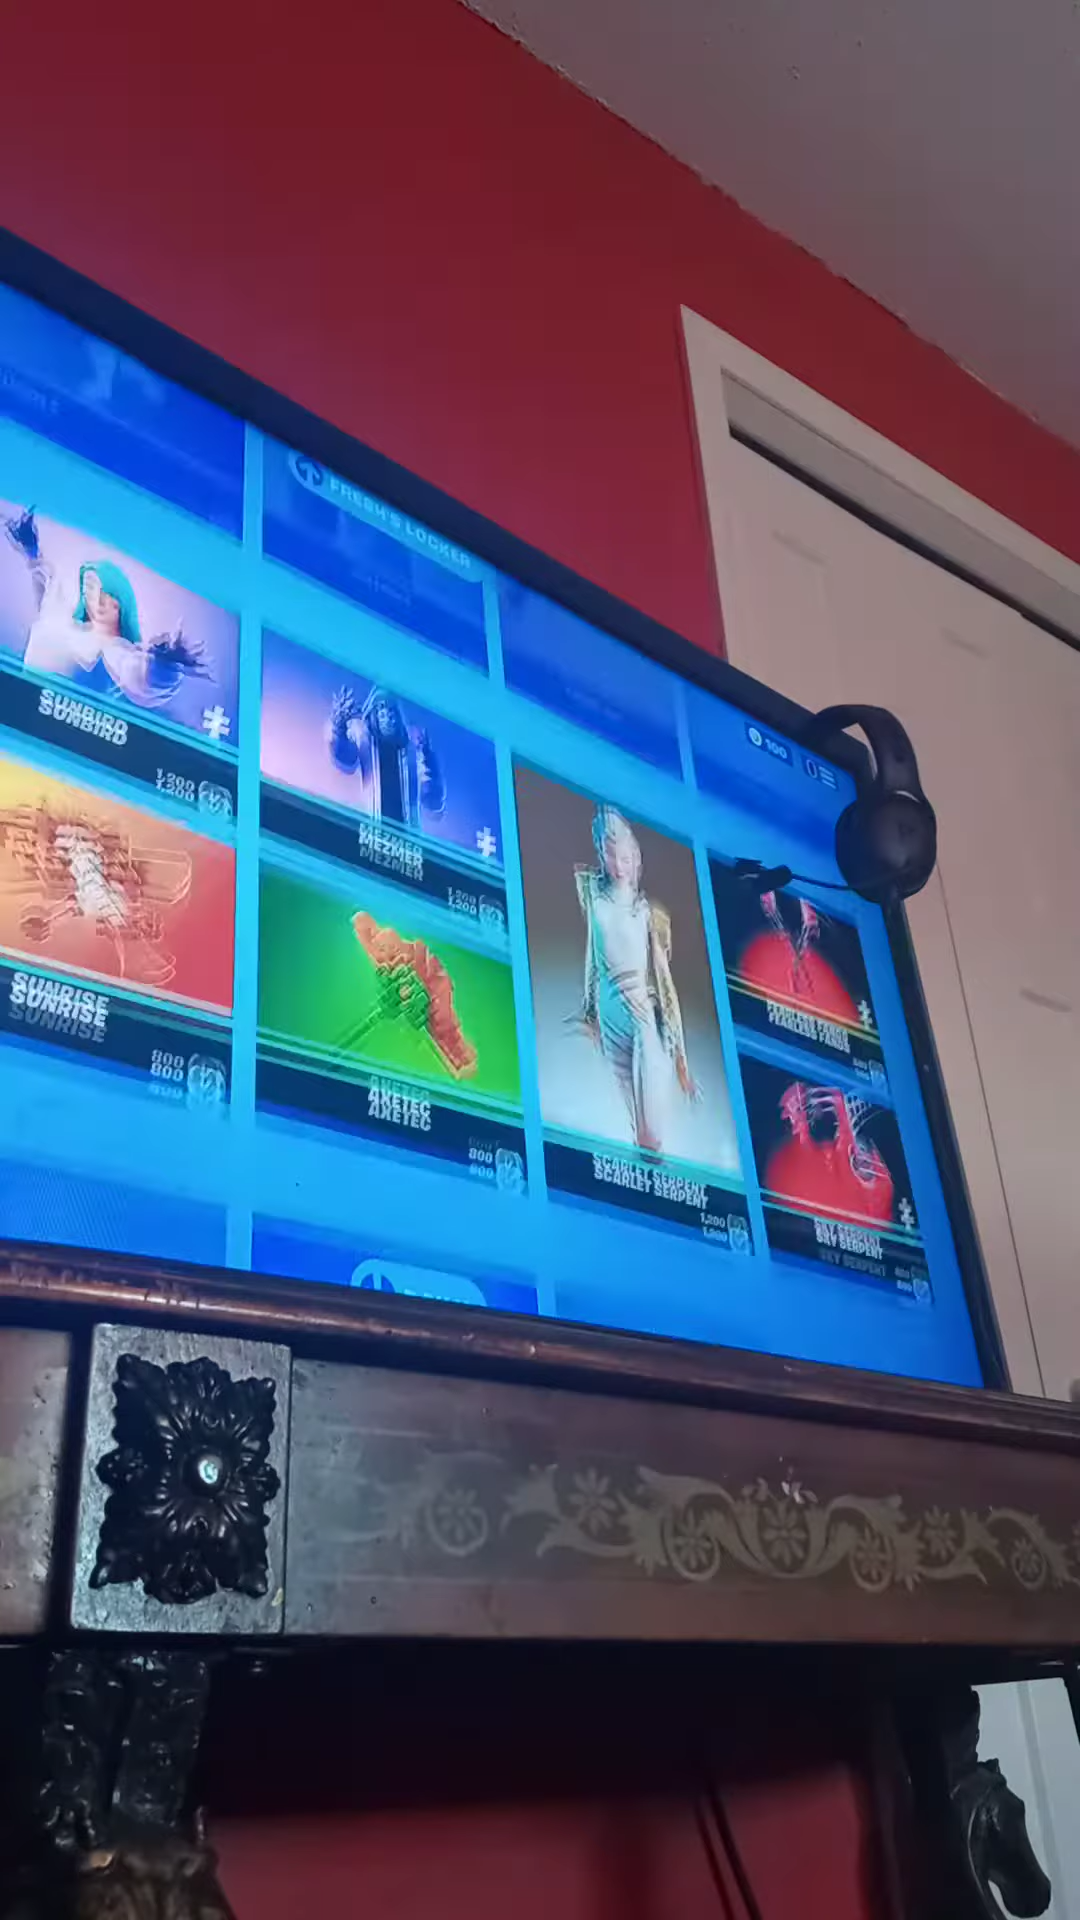 FRESH'S LOCKER
100
SUNBIRD
1,200
MEZMER
1,200
SUNRISE
800
AXETEC
800
SCARLET SERPENT
1,200
FEARLESS FANGS
SKY SERPENT